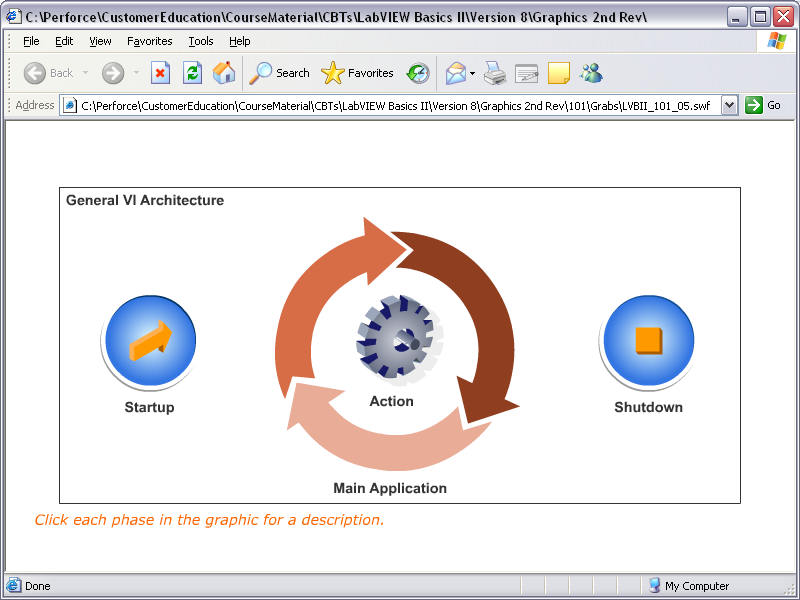 C:\Perforce\CustomerEducation\CourseMaterial\CBTs\LabVIEW Basics II\Version 8\Graphics 2nd Rev\
File Edit View Favorites Tools Help
Back Search Favorites
Address C:\Perforce\CustomerEducation\CourseMaterial\CBTs\LabVIEW Basics II\Version 8\Graphics 2nd Rev\101\Grabs\LVBII_101_05.swf Go
General VI Architecture
Startup
Action
Shutdown
Main Application
Click each phase in the graphic for a description.
Done My Computer